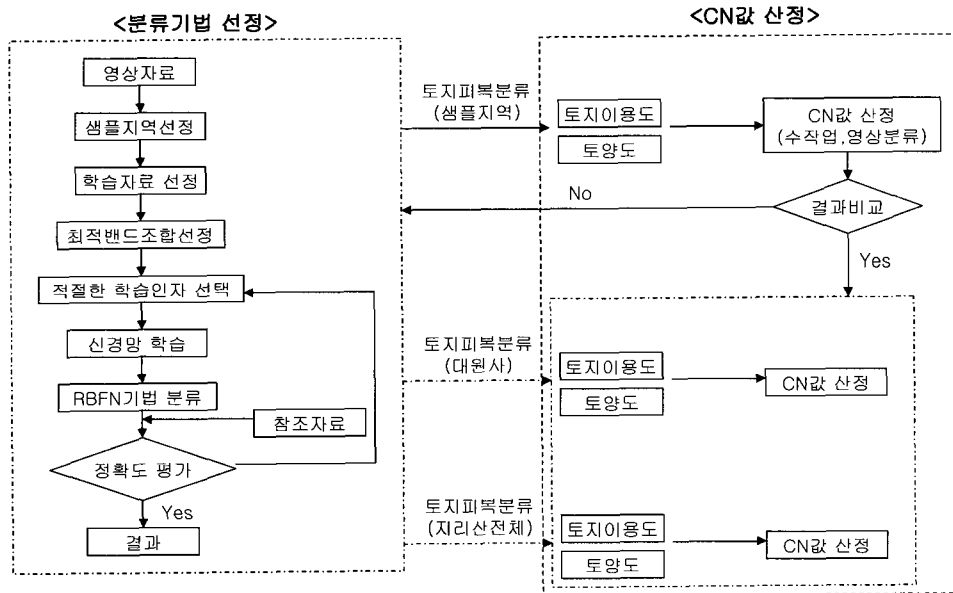 <분류기법 선정>
영상자료
샘플지역선정
학습자료 선정
최적밴드조합선정
적절한 학습인자 선택
신경망 학습
RBFN기법 분류
참조자료
정확도 평가
Yes
결과
토지피복분류
(샘플지역)
No
토지피복분류
(대원사)
토지피복분류
(지리산전체)
<CN값 산정>
토지이용도
토양도
CN값 산정
(수작업,영상분류)
결과비교
Yes
토지이용도
토양도
CN값 산정
토지이용도
토양도
CN값 산정